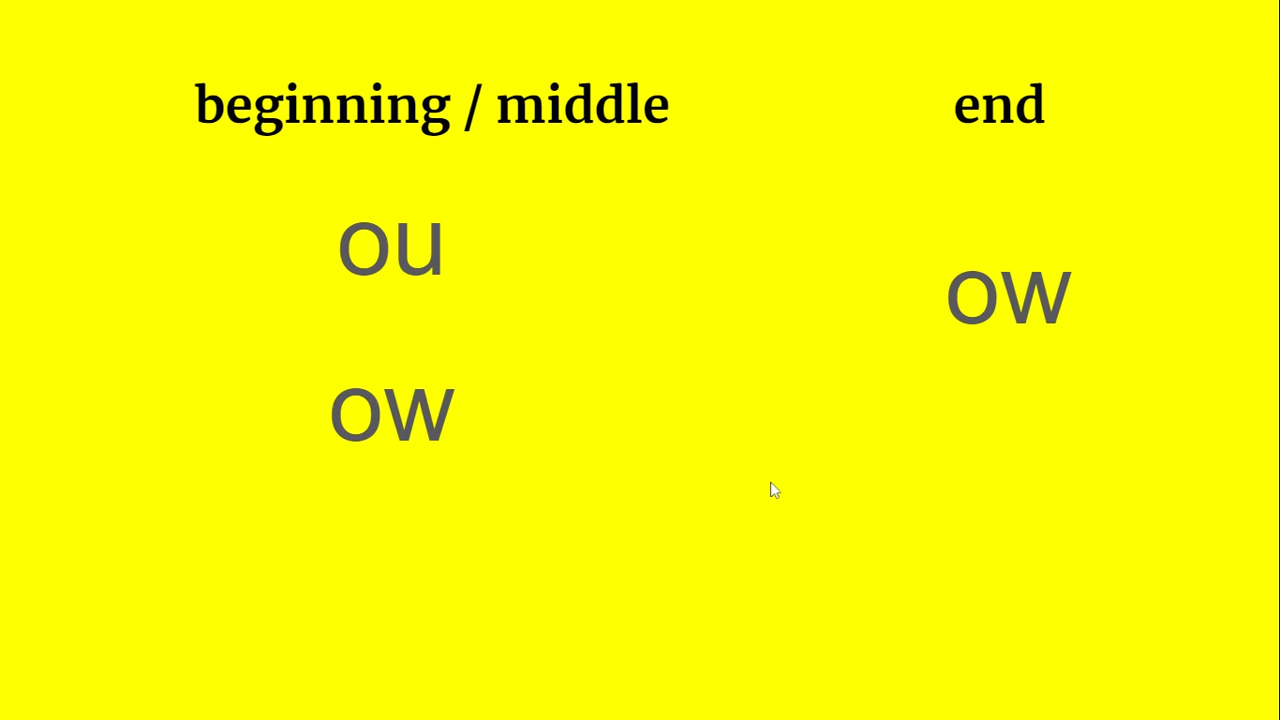 beginning / middle
end
ou
ow
ow